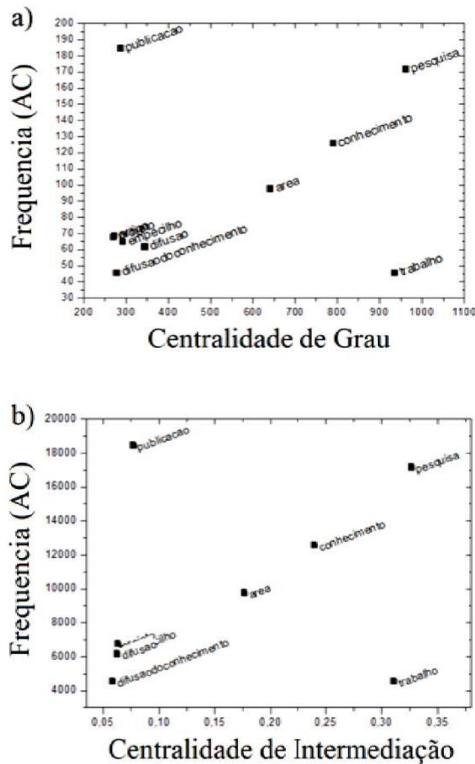 a)
Frequencia (AC)
200
190
180
170
160
150
140
130
120
110
100
90
80
70
60
50
40
30
publicacao
pesquisa
conhecimento
area
empecilho
difusao
difusaodoconhecimento
trabalho
200 300 400 500 600 700 800 900 1000 1100
Centralidade de Grau
b)
Frequencia (AC)
20000
18000
16000
14000
12000
10000
8000
6000
4000
publicacao
pesquisa
conhecimento
area
difusao
difusaodoconhecimento
trabalho
0,05 0,10 0,15 0,20 0,25 0,30 0,35
Centralidade de Intermediação